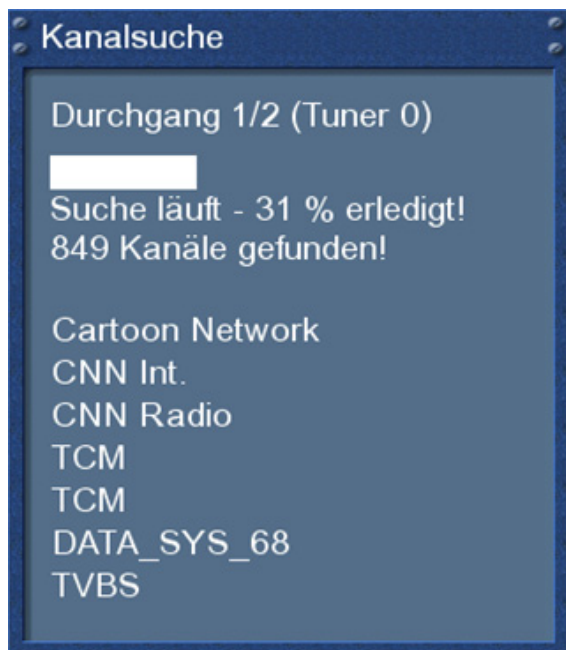 Kanalsuche
Durchgang 1/2 (Tuner 0)
Suche läuft - 31 % erledigt!
849 Kanäle gefunden!
Cartoon Network
CNN Int.
CNN Radio
TCM
TCM
DATA_SYS_68
TVBS